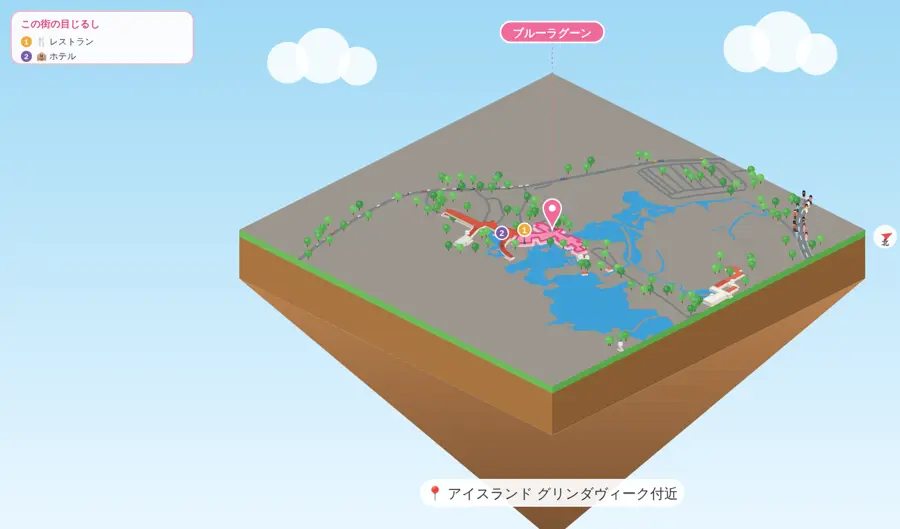 この街の目じるし
1 レストラン
2 ホテル
ブルーラグーン
1
2
北
アイスランド グリンダヴィーク付近